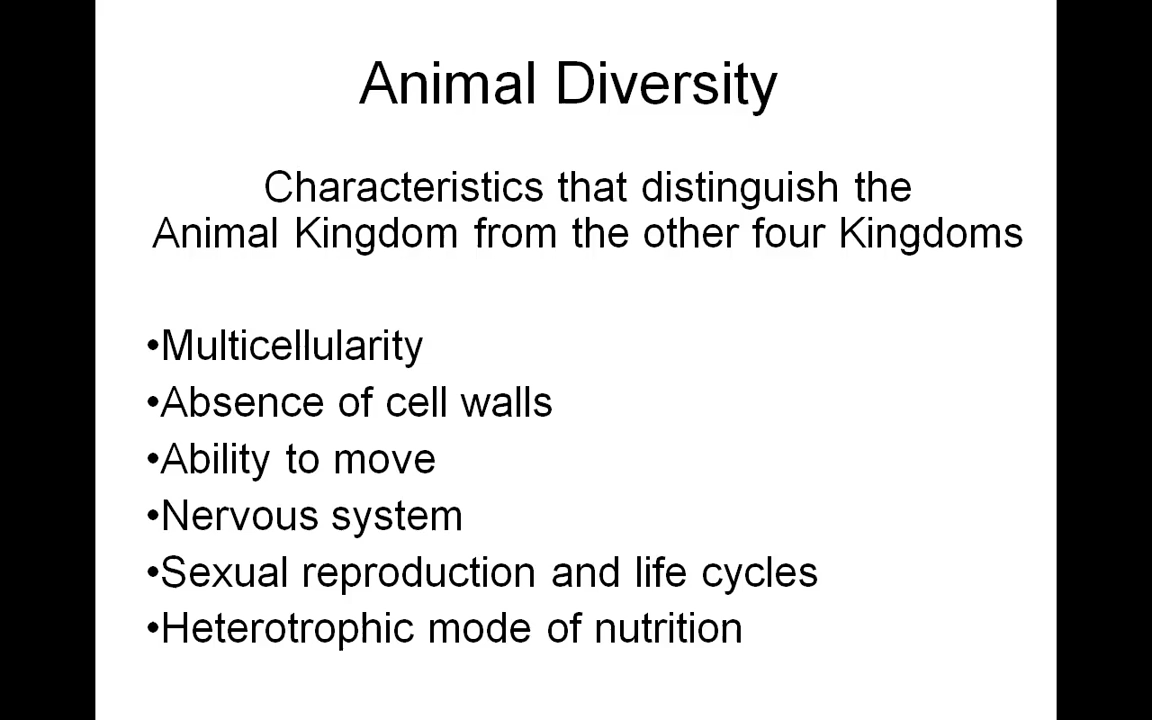 Animal Diversity
Characteristics that distinguish the
Animal Kingdom from the other four Kingdoms
•Multicellularity
•Absence of cell walls
•Ability to move
•Nervous system
•Sexual reproduction and life cycles
•Heterotrophic mode of nutrition